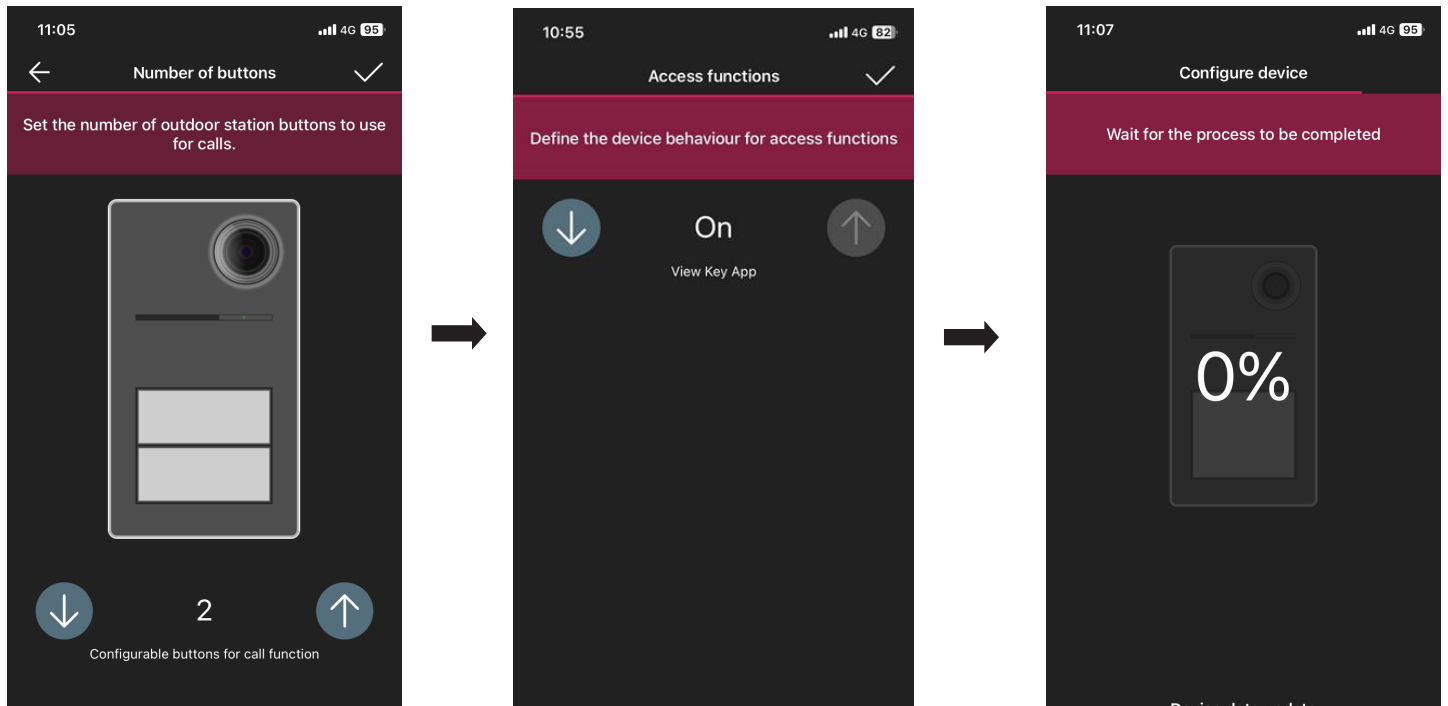 11:05
4G 95
Number of buttons
Set the number of outdoor station buttons to use
for calls.
2
Configurable buttons for call function
10:55
4G 82
Access functions
Define the device behaviour for access functions
On
View Key App
11:07
4G 95
Configure device
Wait for the process to be completed
0%